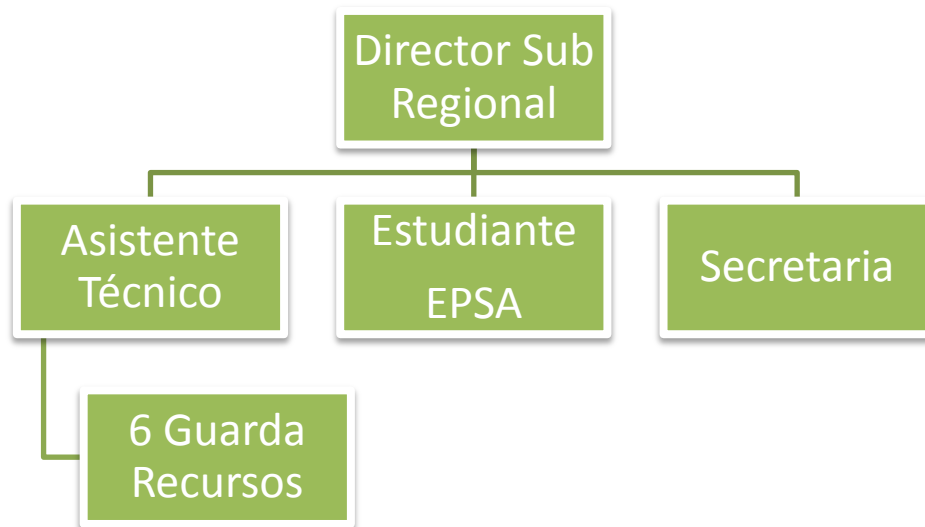 Director Sub
Regional
Asistente
Técnico
Estudiante
EPSA
Secretaria
6 Guarda
Recursos